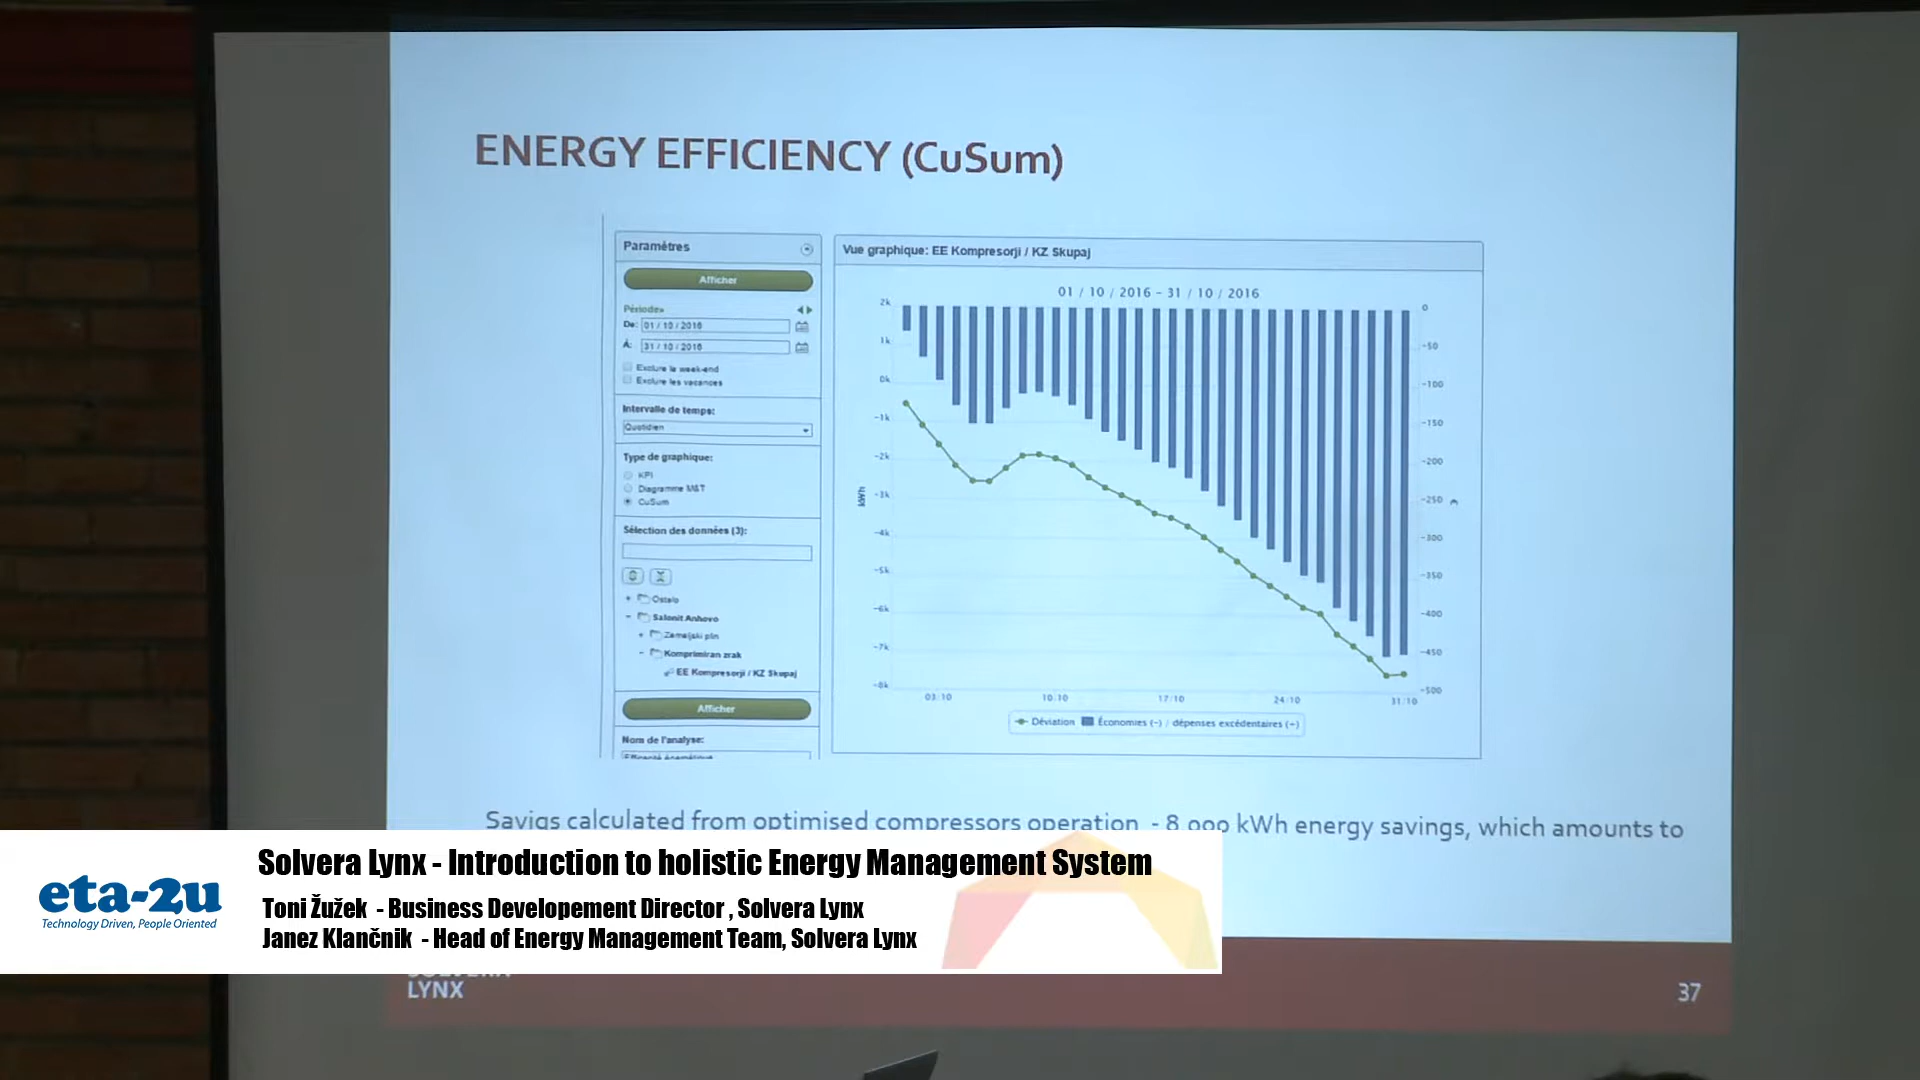 ENERGY EFFICIENCY (CuSum)
Paramètres
Afficher
Période
De: 01 / 10 / 2016
À: 31 / 10 / 2016
Exclure le week-end
Exclure les vacances
Intervalle de temps:
Quotidien
Type de graphique:
KPI
Diagramme M&T
CuSum
Sélection des données (3):
Ostalo
Salonit Anhovo
Zemeljski plin
Komprimiran zrak
EE Kompresorji / KZ Skupaj
Afficher
Nom de l'analyse:
Efficacité énergétique
Vue graphique: EE Kompresorji / KZ Skupaj
01 / 10 / 2016 - 31 / 10 / 2016
2k
1k
0k
-1k
-2k
-3k
-4k
-5k
-6k
-7k
-8k
kWh
0
-50
-100
-150
-200
-250
-300
-350
-400
-450
-500
€
03/10
10/10
17/10
24/10
31/10
Déviation
Économies (-) / dépenses excédentaires (+)
Savigs calculated from optimised compressors operation - 8 000 kWh energy savings, which amounts to
eta-2u
Technology Driven, People Oriented
Solvera Lynx - Introduction to holistic Energy Management System
Toni Žužek - Business Developement Director , Solvera Lynx
Janez Klančnik - Head of Energy Management Team, Solvera Lynx
SOLVERA
LYNX
37